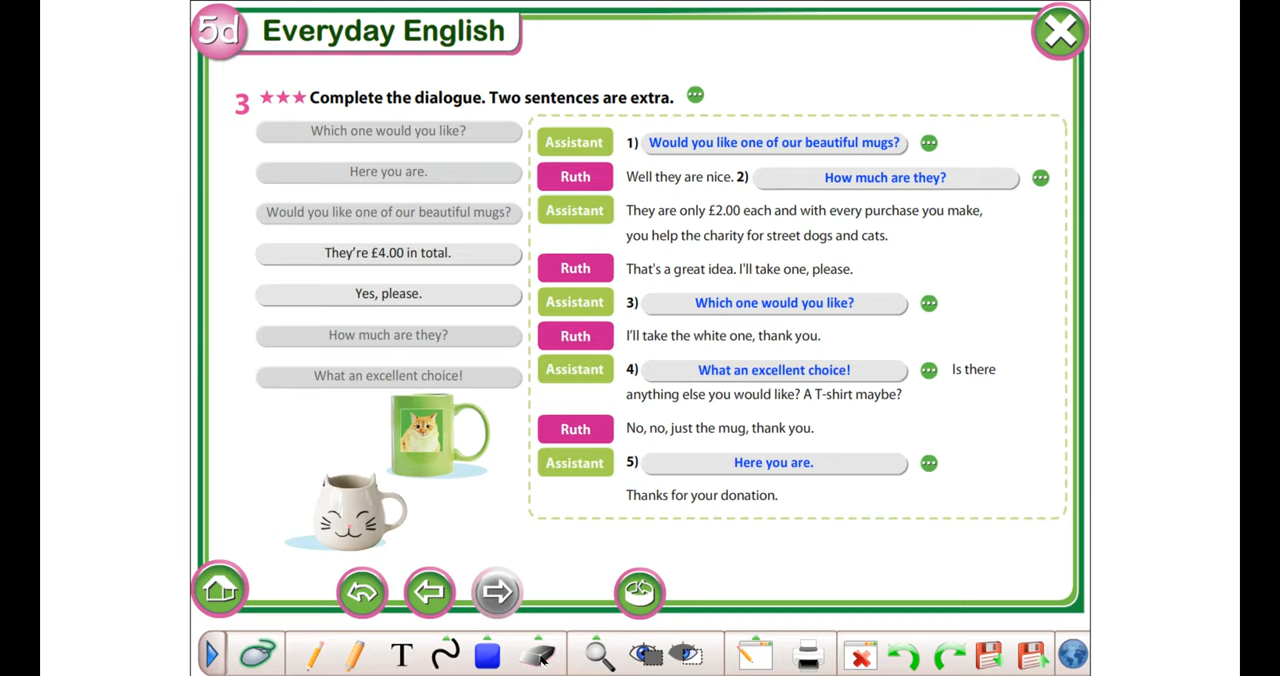 5d Everyday English
3 ★★★ Complete the dialogue. Two sentences are extra.
Which one would you like?
Here you are.
Would you like one of our beautiful mugs?
They're £4.00 in total.
Yes, please.
How much are they?
What an excellent choice!
Assistant 1) Would you like one of our beautiful mugs?
Ruth Well they are nice. 2) How much are they?
Assistant They are only £2.00 each and with every purchase you make,
you help the charity for street dogs and cats.
Ruth That's a great idea. I'll take one, please.
Assistant 3) Which one would you like?
Ruth I'll take the white one, thank you.
Assistant 4) What an excellent choice! Is there
anything else you would like? A T-shirt maybe?
Ruth No, no, just the mug, thank you.
Assistant 5) Here you are.
Thanks for your donation.
T